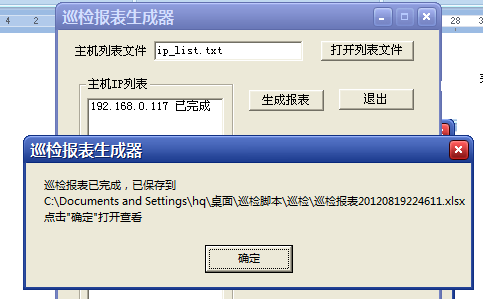 4
2
28
30
巡检报表生成器
主机列表文件 ip_list.txt 打开列表文件
主机IP列表
192.168.0.117 已完成
生成报表 退出
巡检报表生成器
巡检报表已完成，已保存到
C:\Documents and Settings\hq\桌面\巡检脚本\巡检\巡检报表20120819224611.xlsx
点击"确定"打开查看
确定